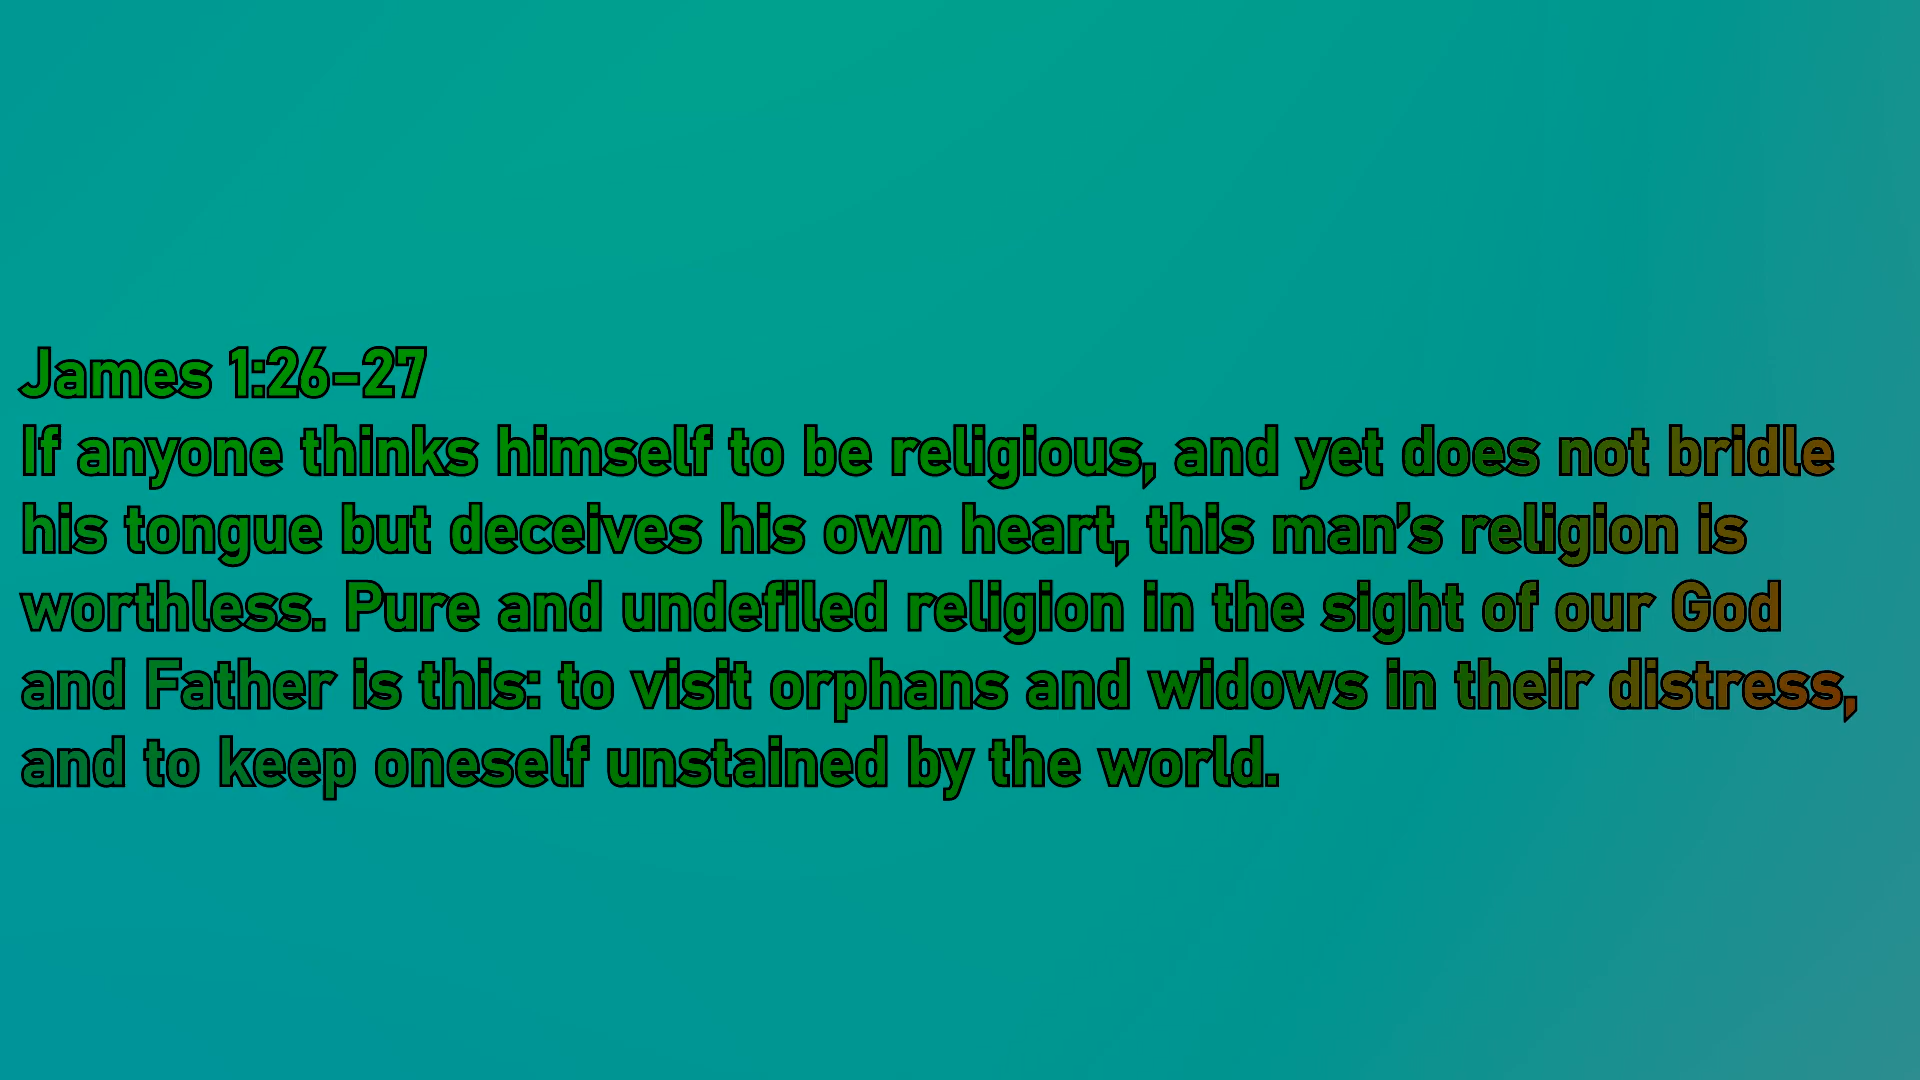 James 1:26–27
If anyone thinks himself to be religious, and yet does not bridle
his tongue but deceives his own heart, this man’s religion is
worthless. Pure and undefiled religion in the sight of our God
and Father is this: to visit orphans and widows in their distress,
and to keep oneself unstained by the world.